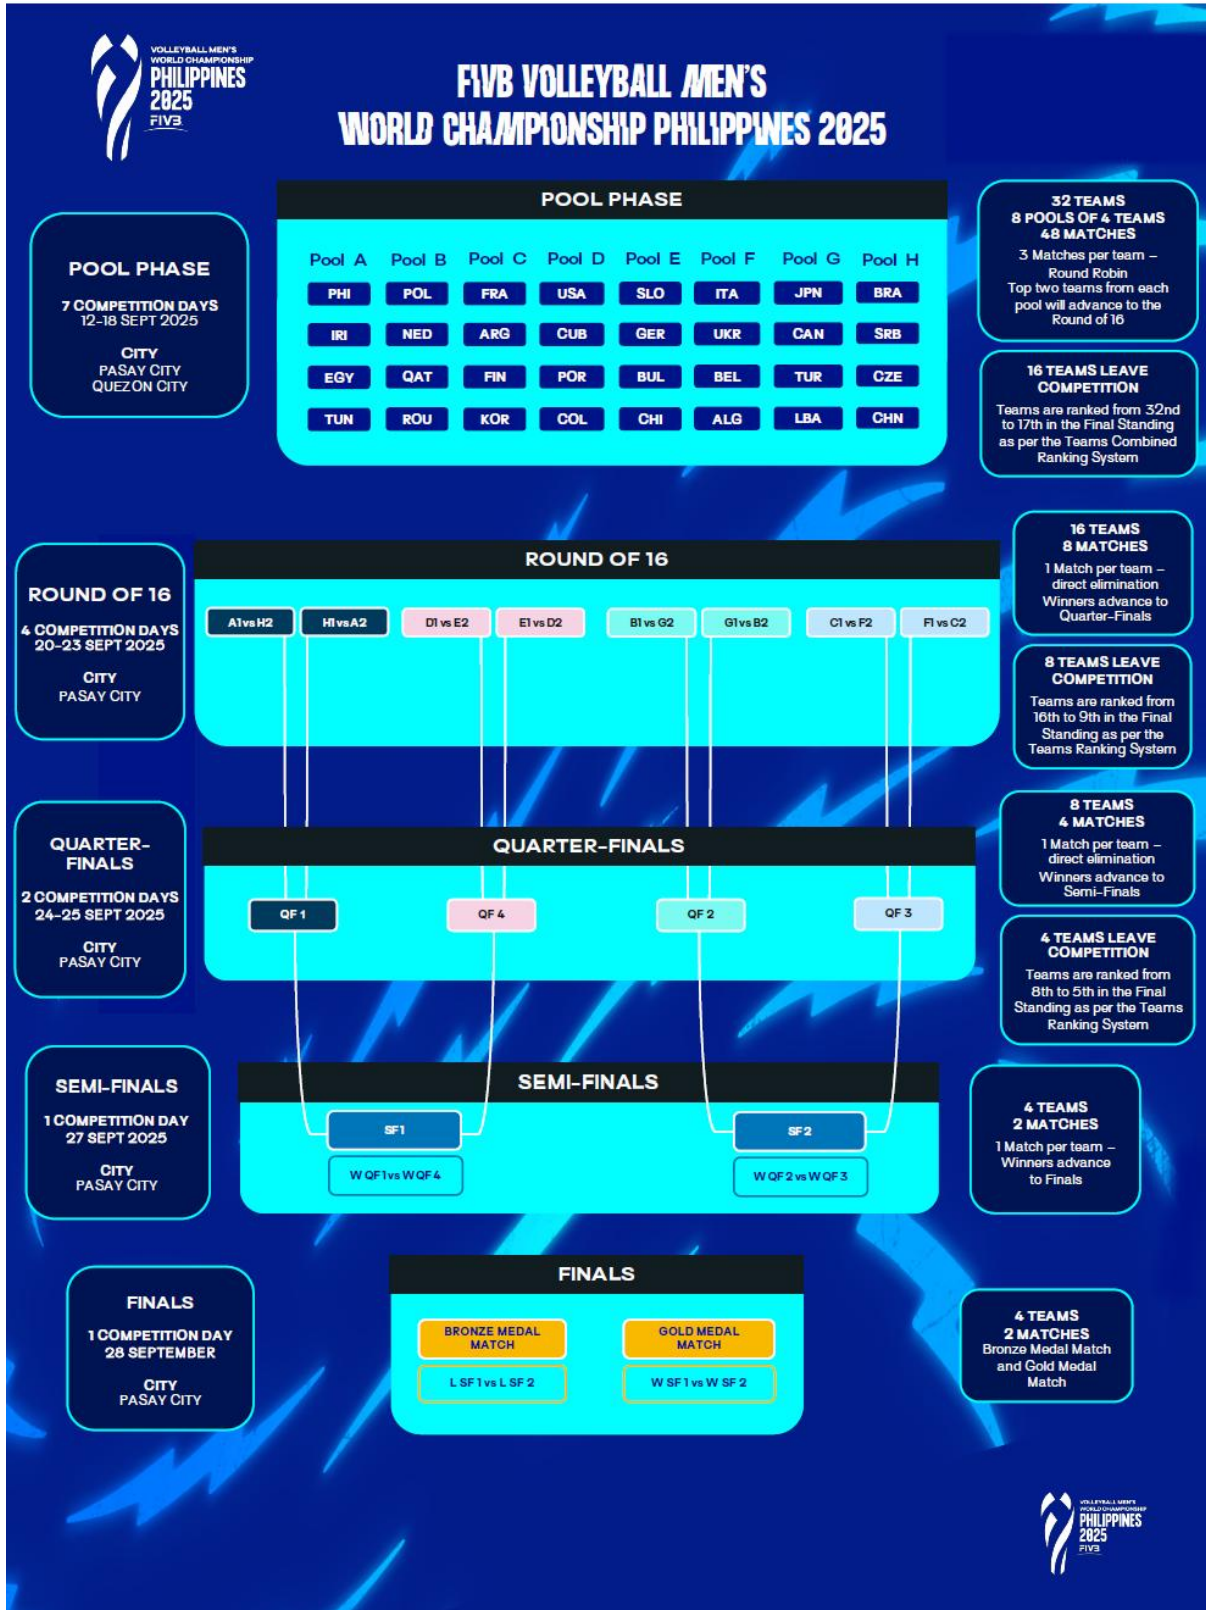 VOLLEYBALL MEN'S
WORLD CHAMPIONSHIP
PHILIPPINES
2025
FIVB
FIVB VOLLEYBALL MEN'S
WORLD CHAMPIONSHIP PHILIPPINES 2025
POOL PHASE
7 COMPETITION DAYS
12-18 SEPT 2025
CITY
PASAY CITY
QUEZON CITY
POOL PHASE
Pool A Pool B Pool C Pool D Pool E Pool F Pool G Pool H
PHI POL FRA USA SLO ITA JPN BRA
IRI NED ARG CUB GER UKR CAN SRB
EGY QAT FIN POR BUL BEL TUR CZE
TUN ROU KOR COL CHI ALG LBA CHN
32 TEAMS
8 POOLS OF 4 TEAMS
48 MATCHES
3 Matches per team –
Round Robin
Top two teams from each
pool will advance to the
Round of 16
16 TEAMS LEAVE
COMPETITION
Teams are ranked from 32nd
to 17th in the Final Standing
as per the Teams Combined
Ranking System
ROUND OF 16
4 COMPETITION DAYS
20-23 SEPT 2025
CITY
PASAY CITY
ROUND OF 16
A1 vs H2 H1 vs A2 D1 vs E2 E1 vs D2 B1 vs G2 G1 vs B2 C1 vs F2 F1 vs C2
16 TEAMS
8 MATCHES
1 Match per team –
direct elimination
Winners advance to
Quarter-Finals
8 TEAMS LEAVE
COMPETITION
Teams are ranked from
16th to 9th in the Final
Standing as per the
Teams Ranking System
QUARTER-
FINALS
2 COMPETITION DAYS
24-25 SEPT 2025
CITY
PASAY CITY
QUARTER-FINALS
QF 1 QF 4 QF 2 QF 3
8 TEAMS
4 MATCHES
1 Match per team –
direct elimination
Winners advance to
Semi-Finals
4 TEAMS LEAVE
COMPETITION
Teams are ranked from
8th to 5th in the Final
Standing as per the Teams
Ranking System
SEMI-FINALS
1 COMPETITION DAY
27 SEPT 2025
CITY
PASAY CITY
SEMI-FINALS
SF 1 SF 2
W QF 1 vs W QF 4 W QF 2 vs W QF 3
4 TEAMS
2 MATCHES
1 Match per team –
Winners advance
to Finals
FINALS
1 COMPETITION DAY
28 SEPTEMBER
CITY
PASAY CITY
FINALS
BRONZE MEDAL
MATCH
L SF 1 vs L SF 2
GOLD MEDAL
MATCH
W SF 1 vs W SF 2
4 TEAMS
2 MATCHES
Bronze Medal Match
and Gold Medal
Match
VOLLEYBALL MEN'S
WORLD CHAMPIONSHIP
PHILIPPINES
2025
FIVB